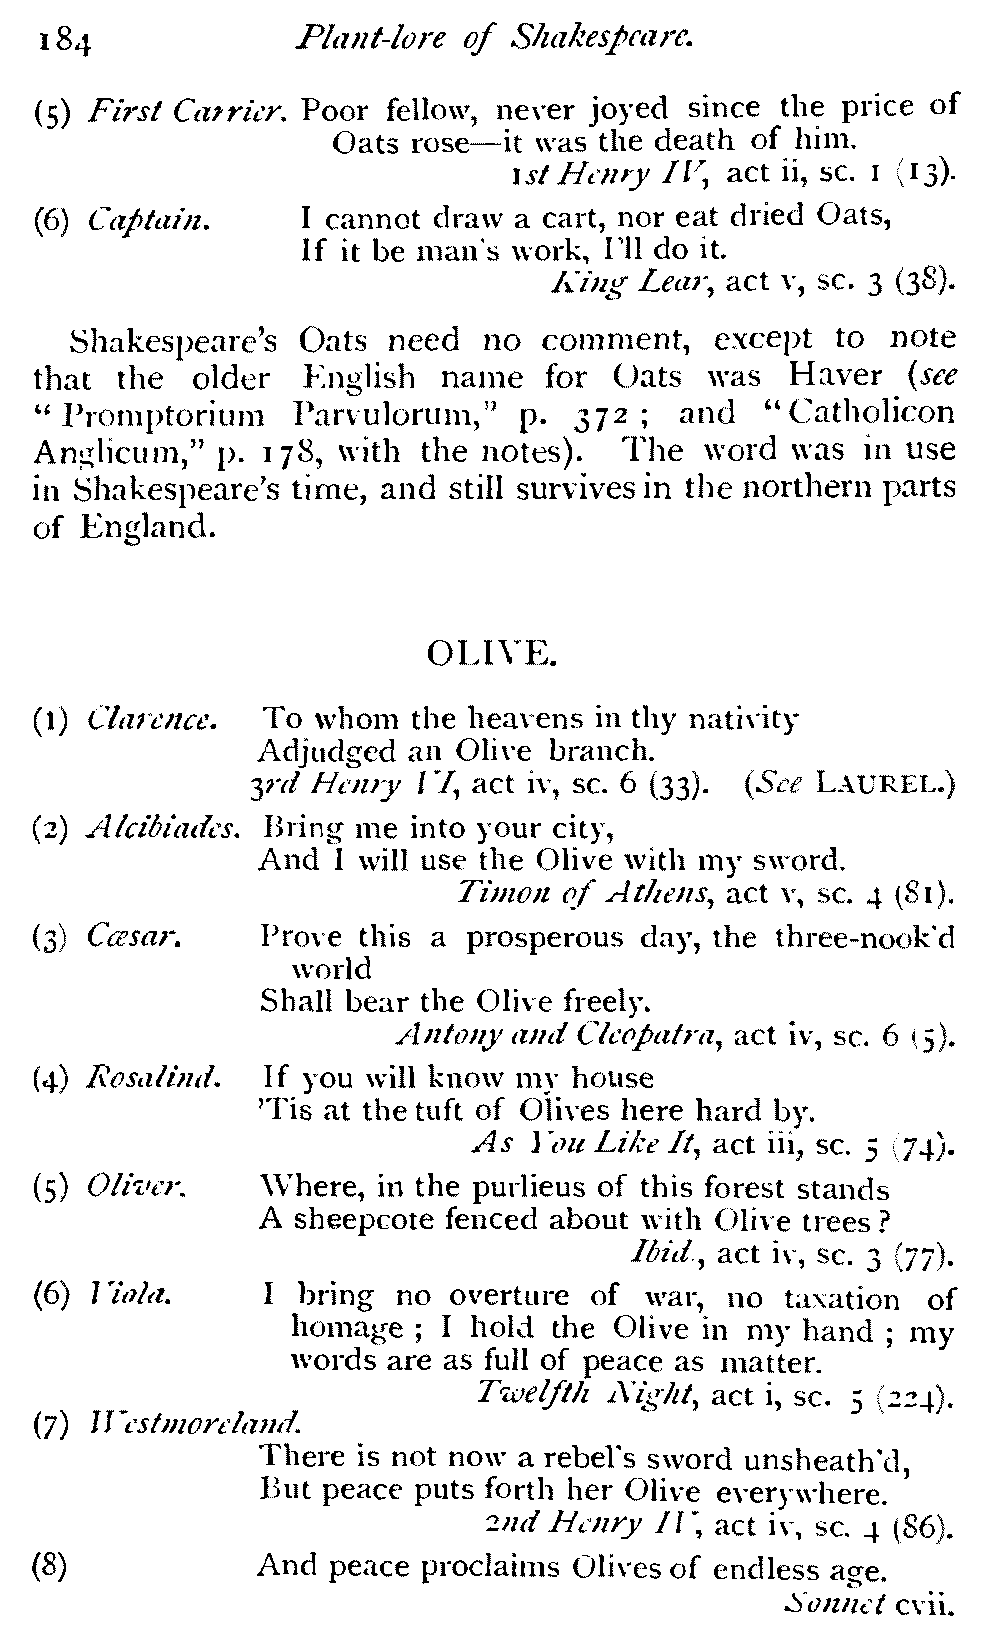 184 Plant-lore of Shakespeare.
(5) First Carrier. Poor fellow, never joyed since the price of
Oats rose—it was the death of him.
1st Henry IV, act ii, sc. 1 (13).
(6) Captain. I cannot draw a cart, nor eat dried Oats,
If it be man's work, I'll do it.
King Lear, act v, sc. 3 (38).
Shakespeare's Oats need no comment, except to note
that the older English name for Oats was Haver (see
“Promptorium Parvulorum,” p. 372 ; and “Catholicon
Anglicum,” p. 178, with the notes). The word was in use
in Shakespeare's time, and still survives in the northern parts
of England.
OLIVE.
(1) Clarence. To whom the heavens in thy nativity
Adjudged an Olive branch.
3rd Henry VI, act iv, sc. 6 (33). (See LAUREL.)
(2) Alcibiades. Bring me into your city,
And I will use the Olive with my sword.
Timon of Athens, act v, sc. 4 (81).
(3) Cæsar. Prove this a prosperous day, the three-nook'd
world
Shall bear the Olive freely.
Antony and Cleopatra, act iv, sc. 6 (5).
(4) Rosalind. If you will know my house
'Tis at the tuft of Olives here hard by.
As You Like It, act iii, sc. 5 (74).
(5) Oliver. Where, in the purlieus of this forest stands
A sheepcote fenced about with Olive trees?
Ibid., act iv, sc. 3 (77).
(6) Viola. I bring no overture of war, no taxation of
homage ; I hold the Olive in my hand ; my
words are as full of peace as matter.
Twelfth Night, act i, sc. 5 (224).
(7) Westmoreland.
There is not now a rebel's sword unsheath'd,
But peace puts forth her Olive everywhere.
2nd Henry IV, act iv, sc. 4 (86).
(8) And peace proclaims Olives of endless age.
Sonnet cvii.